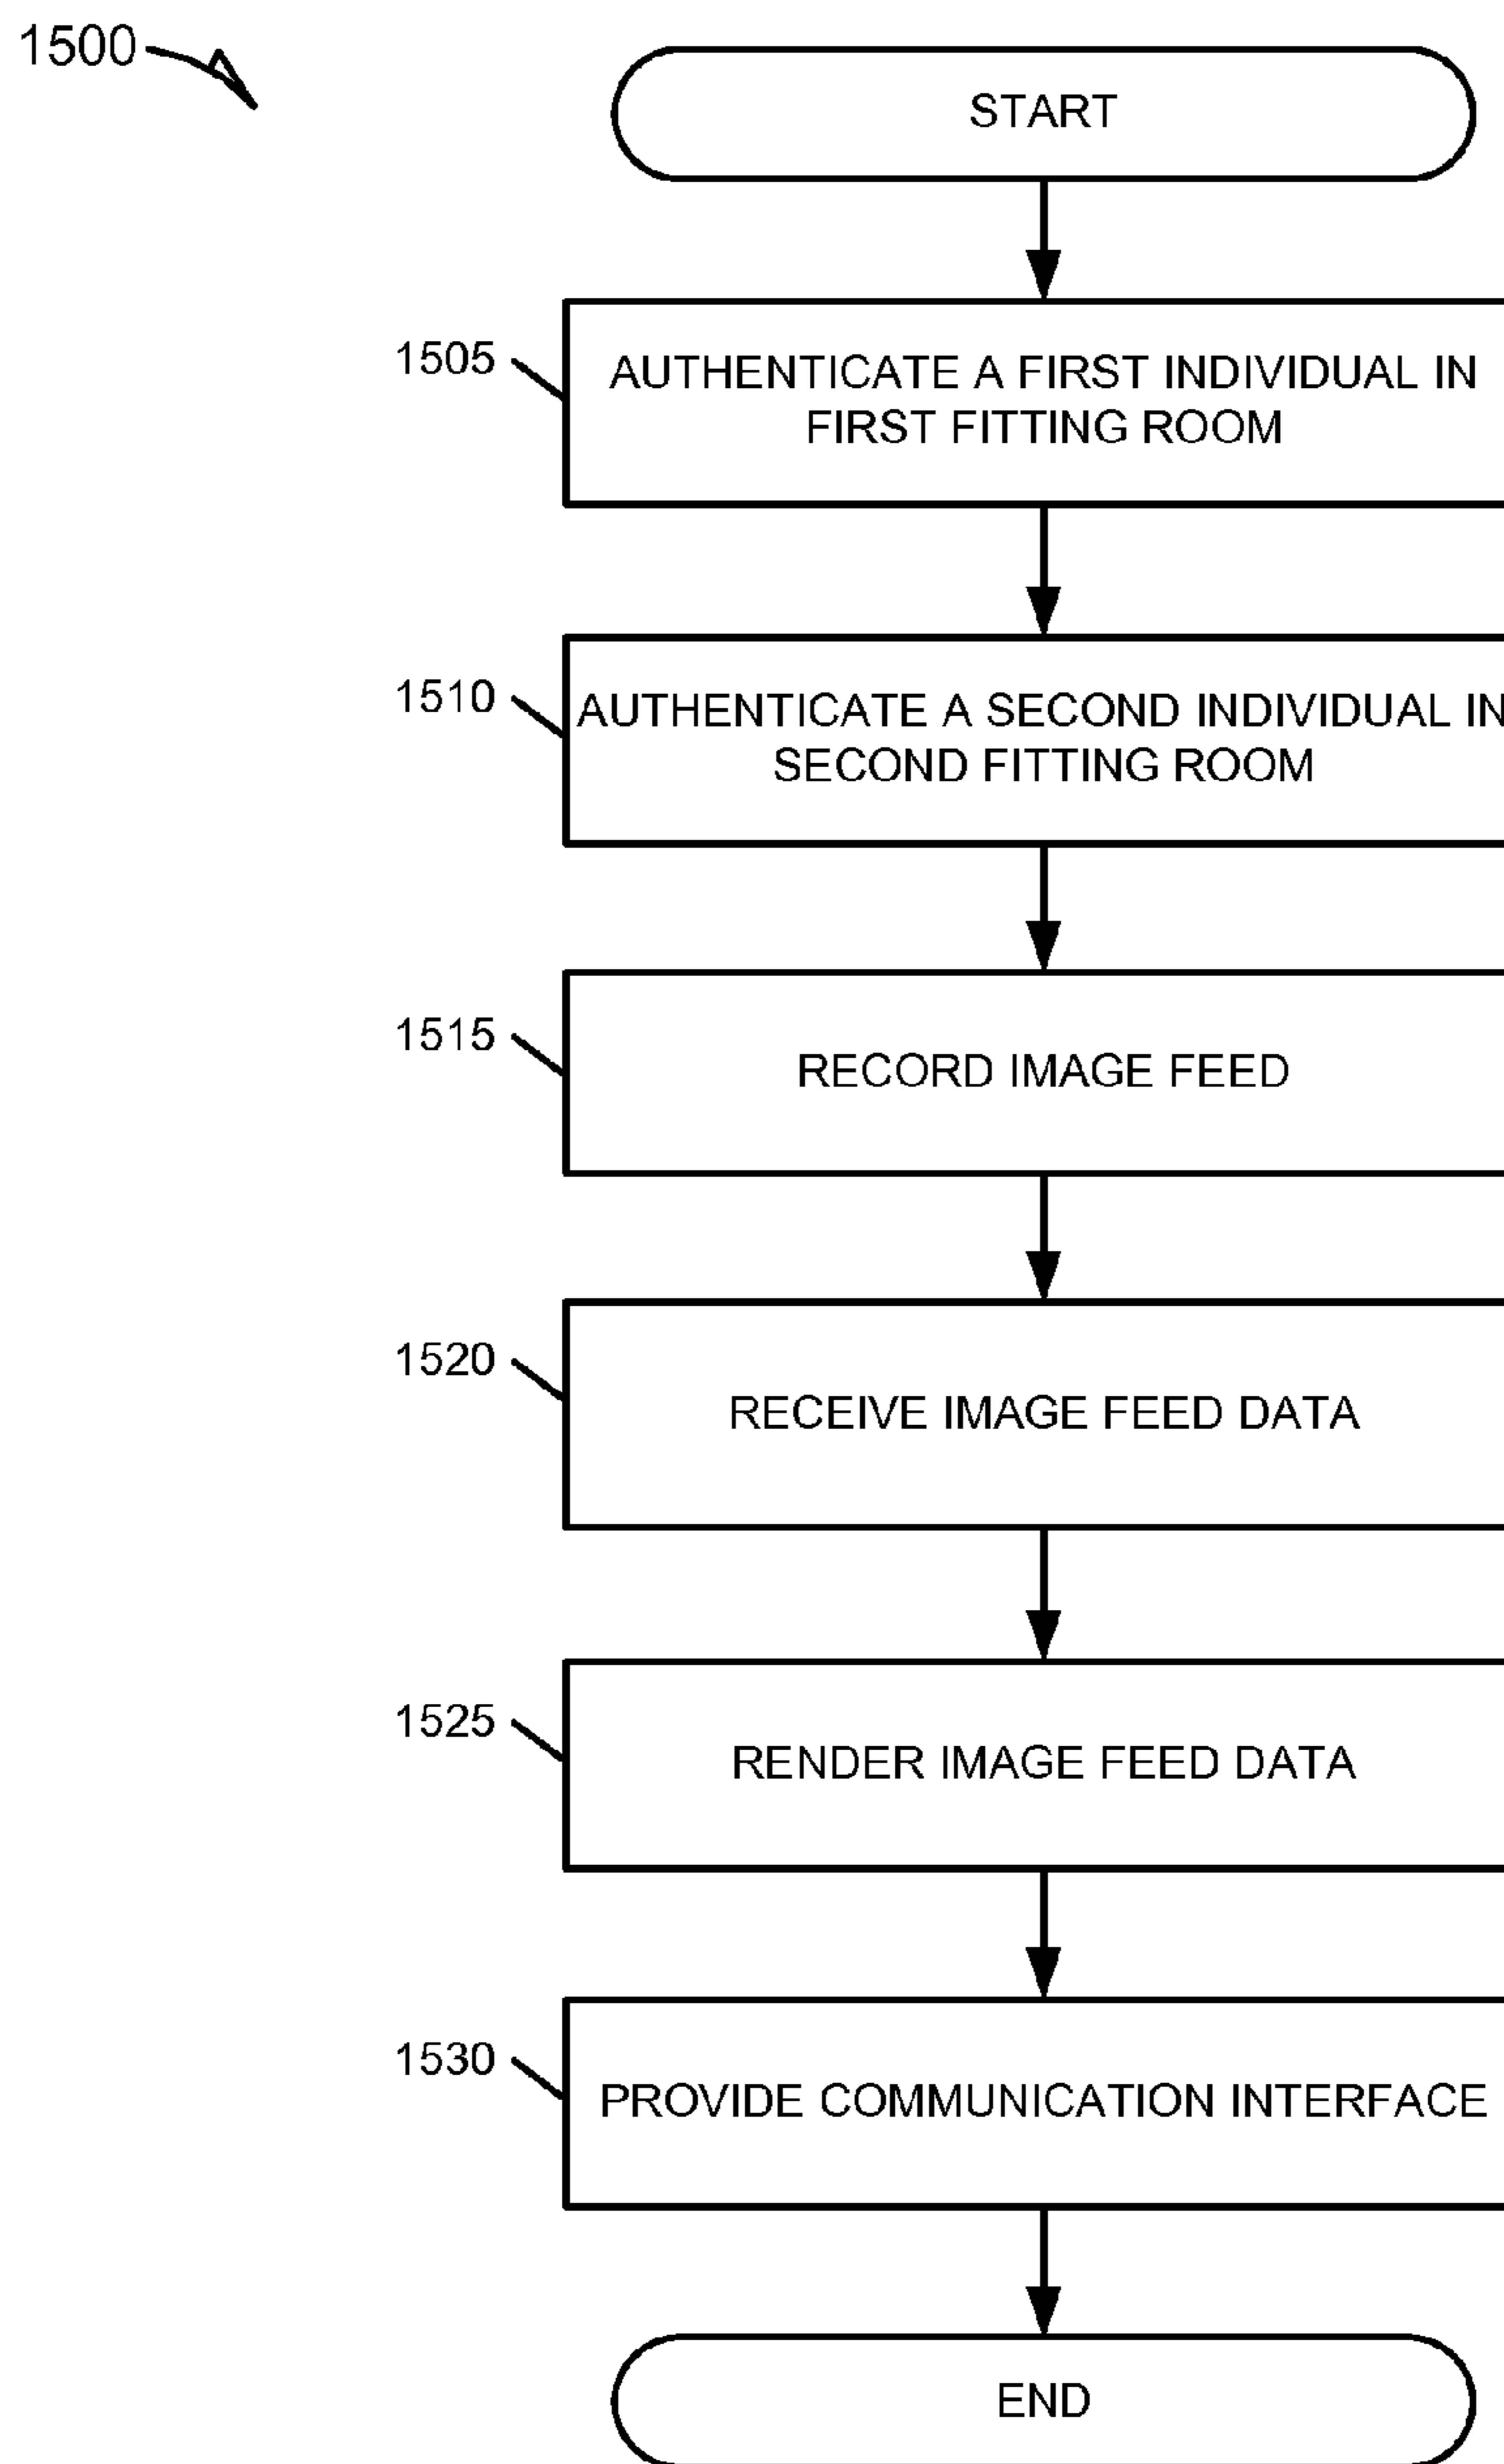 1500
START
1505
AUTHENTICATE A FIRST INDIVIDUAL IN
FIRST FITTING ROOM
1510
AUTHENTICATE A SECOND INDIVIDUAL IN
SECOND FITTING ROOM
1515
RECORD IMAGE FEED
1520
RECEIVE IMAGE FEED DATA
1525
RENDER IMAGE FEED DATA
1530
PROVIDE COMMUNICATION INTERFACE
END